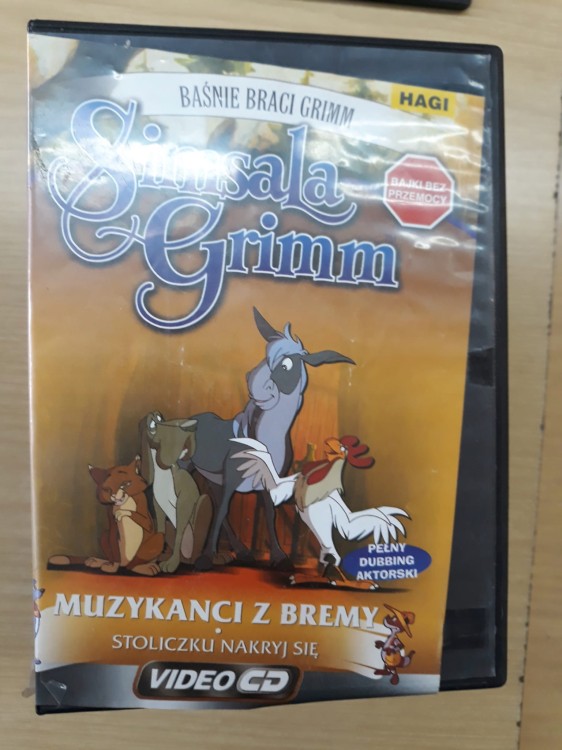 BAŚNIE BRACI GRIMM
HAGI
SimsaLa
Grimm
BAJKI BEZ
PRZEMOCY
PEŁNY
DUBBING
AKTORSKI
MUZYKANCI Z BREMY
•
STOLICZKU NAKRYJ SIĘ
VIDEO CD